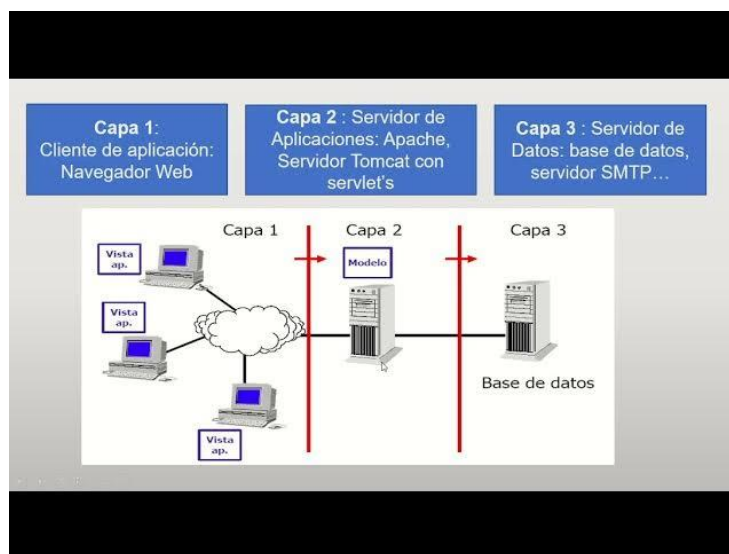 Capa 1:
Cliente de aplicación:
Navegador Web
Capa 2 : Servidor de
Aplicaciones: Apache,
Servidor Tomcat con
servlet's
Capa 3 : Servidor de
Datos: base de datos,
servidor SMTP…
Capa 1
Capa 2
Capa 3
Vista
ap.
Modelo
Vista
ap.
Vista
ap.
Base de datos